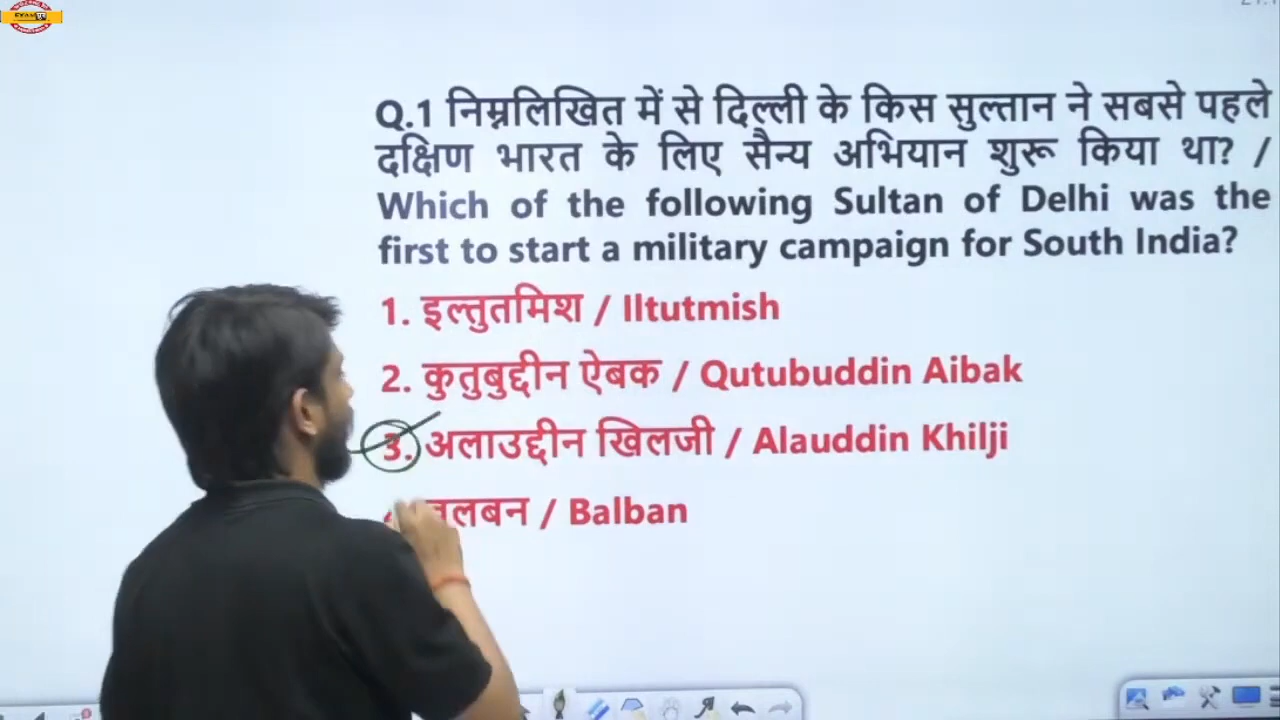 Q.1 निम्नलिखित में से दिल्ली के किस सुल्तान ने सबसे पहले
दक्षिण भारत के लिए सैन्य अभियान शुरू किया था? /
Which of the following Sultan of Delhi was the
first to start a military campaign for South India?
1. इल्तुतमिश / Iltutmish
2. कुतुबुद्दीन ऐबक / Qutubuddin Aibak
3. अलाउद्दीन खिलजी / Alauddin Khilji
/ Balban